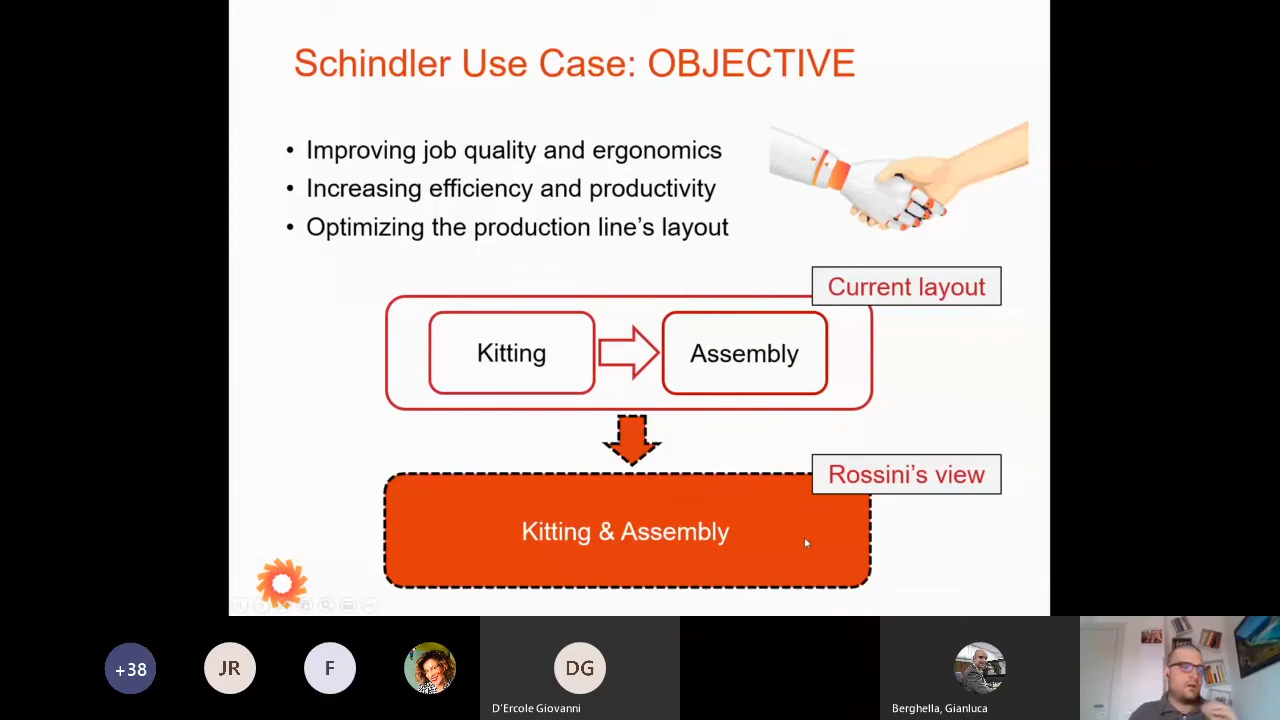 Schindler Use Case: OBJECTIVE
• Improving job quality and ergonomics
• Increasing efficiency and productivity
• Optimizing the production line's layout
Current layout
Kitting
Assembly
Rossini's view
Kitting & Assembly
+38
JR
F
DG
D'Ercole Giovanni
Berghella, Gianluca